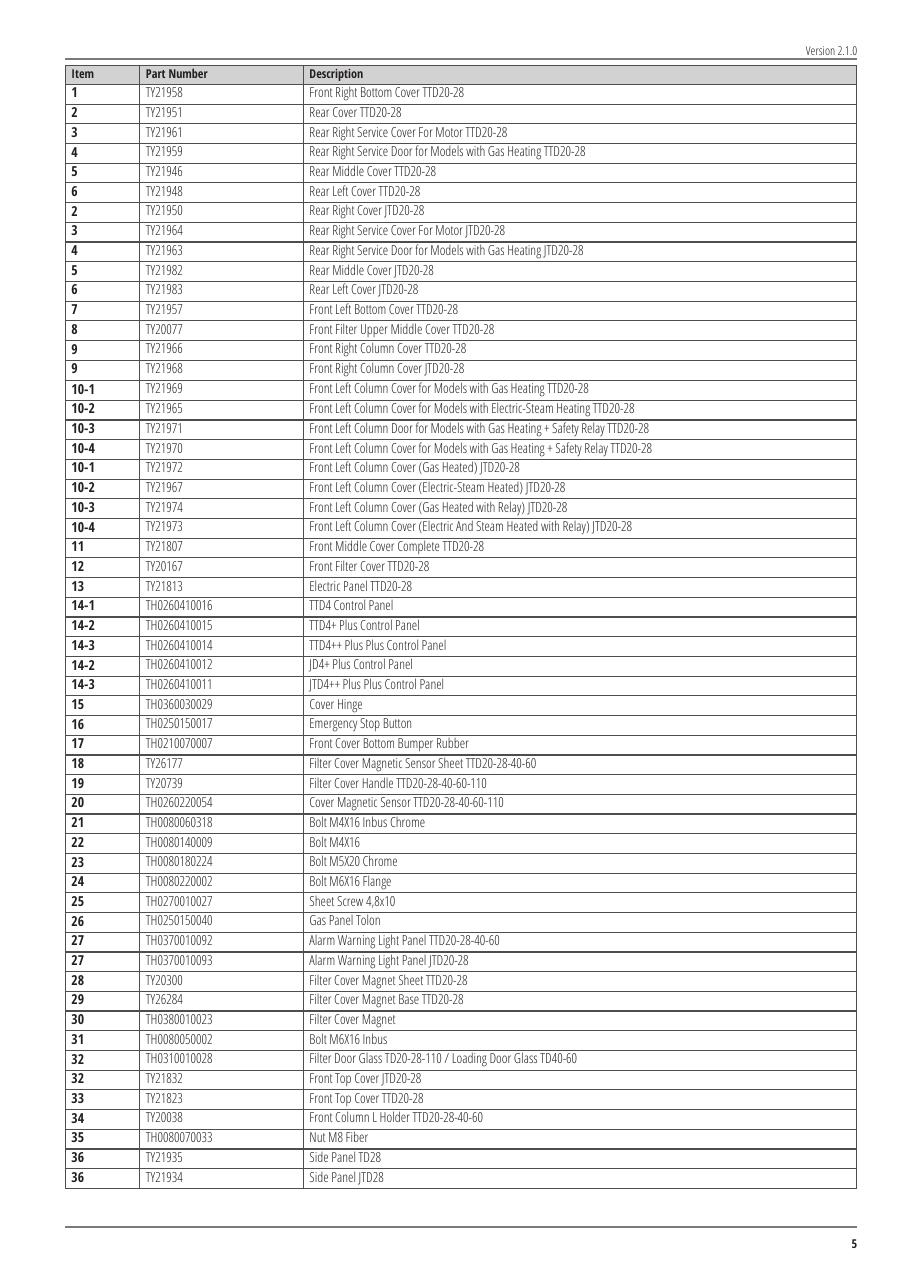 Version 2.1.0
Item Part Number Description
1 TY21958 Front Right Bottom Cover TTD20-28
2 TY21951 Rear Cover TTD20-28
3 TY21961 Rear Right Service Cover For Motor TTD20-28
4 TY21959 Rear Right Service Door for Models with Gas Heating TTD20-28
5 TY21946 Rear Middle Cover TTD20-28
6 TY21948 Rear Left Cover TTD20-28
2 TY21950 Rear Right Cover JTD20-28
3 TY21964 Rear Right Service Cover For Motor JTD20-28
4 TY21963 Rear Right Service Door for Models with Gas Heating JTD20-28
5 TY21982 Rear Middle Cover JTD20-28
6 TY21983 Rear Left Cover JTD20-28
7 TY21957 Front Left Bottom Cover TTD20-28
8 TY20077 Front Filter Upper Middle Cover TTD20-28
9 TY21966 Front Right Column Cover TTD20-28
9 TY21968 Front Right Column Cover JTD20-28
10-1 TY21969 Front Left Column Cover for Models with Gas Heating TTD20-28
10-2 TY21965 Front Left Column Cover for Models with Electric-Steam Heating TTD20-28
10-3 TY21971 Front Left Column Door for Models with Gas Heating + Safety Relay TTD20-28
10-4 TY21970 Front Left Column Cover for Models with Gas Heating + Safety Relay TTD20-28
10-1 TY21972 Front Left Column Cover (Gas Heated) JTD20-28
10-2 TY21967 Front Left Column Cover (Electric-Steam Heated) JTD20-28
10-3 TY21974 Front Left Column Cover (Gas Heated with Relay) JTD20-28
10-4 TY21973 Front Left Column Cover (Electric And Steam Heated with Relay) JTD20-28
11 TY21807 Front Middle Cover Complete TTD20-28
12 TY20167 Front Filter Cover TTD20-28
13 TY21813 Electric Panel TTD20-28
14-1 TH0260410016 TTD4 Control Panel
14-2 TH0260410015 TTD4+ Plus Control Panel
14-3 TH0260410014 TTD4++ Plus Plus Control Panel
14-2 TH0260410012 JD4+ Plus Control Panel
14-3 TH0260410011 JTD4++ Plus Plus Control Panel
15 TH0360030029 Cover Hinge
16 TH0250150017 Emergency Stop Button
17 TH0210070007 Front Cover Bottom Bumper Rubber
18 TY26177 Filter Cover Magnetic Sensor Sheet TTD20-28-40-60
19 TY20739 Filter Cover Handle TTD20-28-40-60-110
20 TH0260220054 Cover Magnetic Sensor TTD20-28-40-60-110
21 TH0080060318 Bolt M4X16 Inbus Chrome
22 TH0080140009 Bolt M4X16
23 TH0080180224 Bolt M5X20 Chrome
24 TH0080220002 Bolt M6X16 Flange
25 TH0270010027 Sheet Screw 4,8x10
26 TH0250150040 Gas Panel Tolon
27 TH0370010092 Alarm Warning Light Panel TTD20-28-40-60
27 TH0370010093 Alarm Warning Light Panel JTD20-28
28 TY20300 Filter Cover Magnet Sheet TTD20-28
29 TY26284 Filter Cover Magnet Base TTD20-28
30 TH0380010023 Filter Cover Magnet
31 TH0080050002 Bolt M6X16 Inbus
32 TH0310010028 Filter Door Glass TD20-28-110 / Loading Door Glass TD40-60
32 TY21832 Front Top Cover JTD20-28
33 TY21823 Front Top Cover TTD20-28
34 TY20038 Front Column L Holder TTD20-28-40-60
35 TH0080070033 Nut M8 Fiber
36 TY21935 Side Panel TD28
36 TY21934 Side Panel JTD28
5